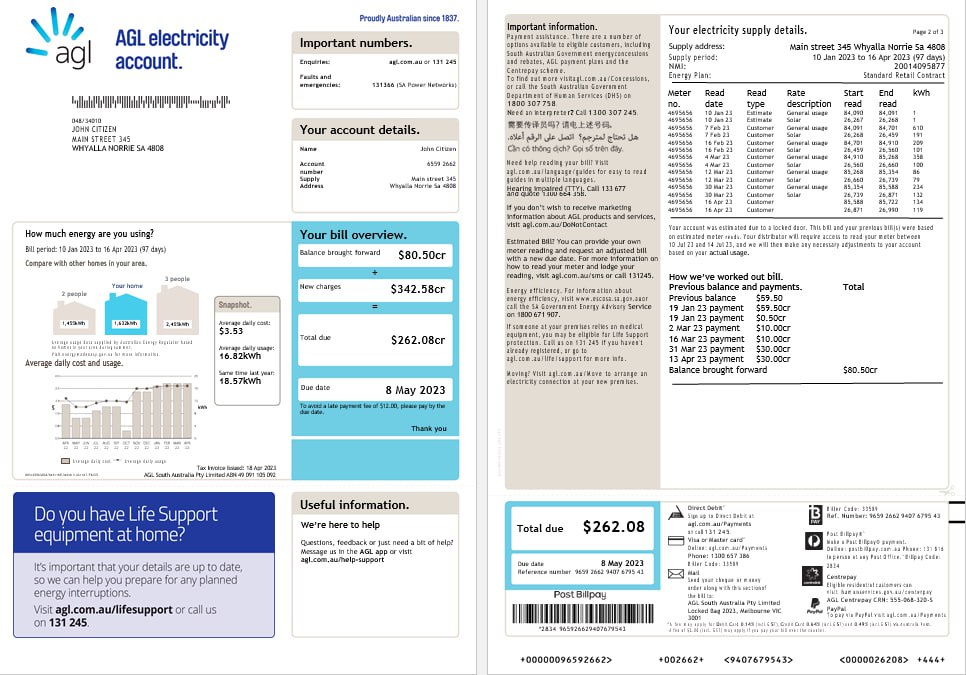 Proudly Australian since 1837.
agl
AGL electricity
account.
048/34010
JOHN CITIZEN
MAIN STREET 345
WHYALLA NORRIE SA 4808
Important numbers.
Enquiries: agl.com.au or 131 245
Faults and
emergencies: 131366 (SA Power Networks)
Your account details.
Name John Citizen
Account
number 6559 2662
Supply Main street 345
Address Whyalla Norrie Sa 4808
How much energy are you using?
Bill period: 10 Jan 2023 to 16 Apr 2023 (97 days)
Compare with other homes in your area.
2 people
Your home
3 people
1,455kWh
1,632kWh
2,455kWh
Average daily cost and usage.
$
kWh
Average daily cost
Average daily usage
Snapshot.
Average daily cost:
$3.53
Average daily usage:
16.82kWh
Same time last year:
18.57kWh
Tax Invoice Issued: 18 Apr 2023
AGL South Australia Pty Limited ABN 49 091 105 092
Your bill overview.
Balance brought forward $80.50cr
+
New charges $342.58cr
=
Total due $262.08cr
Due date 8 May 2023
To avoid a late payment fee of $12.00, please pay by the
due date.
Thank you
Do you have Life Support
equipment at home?
It's important that your details are up to date,
so we can help you prepare for any planned
energy interruptions.
Visit agl.com.au/lifesupport or call us
on 131 245.
Useful information.
We're here to help
Questions, feedback or just need a bit of help?
Message us in the AGL app or visit
agl.com.au/help-support
Important information.
Payment assistance. There are a number of
options available to eligible customers, including
South Australian Government energyconcessions
and rebates, AGL payment plans and the
Centrepay scheme.
To find out more visitagl.com.au/Concessions,
or call the South Australian Government
Department of Human Services (DHS) on
1800 307 758.
Need an interpreter? Call 1300 307 245.
需要传译员吗? 请电上述号码.
هل تحتاج لمترجم؟ اتصل على الرقم أعلاه.
Cần có thông dịch? Gọi số trên đây.
Need help reading your bill? Visit
agl.com.au/language/guides for easy to read
guides in multiple languages.
Hearing impaired (TTY). Call 133 677
and quote 1300 664 358.
If you don't wish to receive marketing
information about AGL products and services,
visit agl.com.au/DoNotContact
Estimated Bill? You can provide your own
meter reading and request an adjusted bill
with a new due date. For more information on
how to read your meter and lodge your
reading, visit agl.com.au/sms or call 131245.
Energy efficiency. For information about
energy efficiency, visit www.escosa.sa.gov.auor
call the SA Government Energy Advisory Service
on 1800 671 907.
If someone at your premises relies on medical
equipment, you may be eligible for Life Support
protection. Call us on 131 245 if you haven't
already registered, or go to
agl.com.au/life/support for more info.
Moving? Visit agl.com.au/Move to arrange an
electricity connection at your new premises.
Your electricity supply details. Page 2 of 3
Supply address: Main street 345 Whyalla Norrie Sa 4808
Supply period: 10 Jan 2023 to 16 Apr 2023 (97 days)
NMI: 20014095877
Energy Plan: Standard Retail Contract
Meter Read Read Rate Start End kWh
no. date type description read read
4695656 10 Jan 23 Estimate General usage 84,090 84,091 1
4695656 10 Jan 23 Estimate Solar 26,267 26,268 1
4695656 7 Feb 23 Customer General usage 84,091 84,701 610
4695656 7 Feb 23 Customer Solar 26,268 26,459 191
4695656 16 Feb 23 Customer General usage 84,701 84,910 209
4695656 16 Feb 23 Customer Solar 26,459 26,560 101
4695656 4 Mar 23 Customer General usage 84,910 85,268 358
4695656 4 Mar 23 Customer Solar 26,560 26,660 100
4695656 12 Mar 23 Customer General usage 85,268 85,354 86
4695656 12 Mar 23 Customer Solar 26,660 26,739 79
4695656 30 Mar 23 Customer General usage 85,354 85,588 234
4695656 30 Mar 23 Customer Solar 26,739 26,871 132
4695656 16 Apr 23 Customer 85,588 85,722 134
4695656 16 Apr 23 Customer 26,871 26,990 119
Your account was estimated due to a locked door. This bill and your previous bill(s) were based
on estimated meter reads. Your distributor will require access to read your meter between
10 Jul 23 and 14 Jul 23, and we will then make any necessary adjustments to your account
based on your actual usage.
How we've worked out bill.
Previous balance and payments. Total
Previous balance $59.50
19 Jan 23 payment $00.00cr
19 Jan 23 payment $0.50cr
2 Mar 23 payment $10.00cr
16 Mar 23 payment $10.00cr
31 Mar 23 payment $30.00cr
13 Apr 23 payment $30.00cr
Balance brought forward $80.50cr
Total due $262.08
Due date 8 May 2023
Reference number 9659 2662 9407 6795 43
Post Billpay
*2834 965926629407679543
Direct Debit*
Sign up to Direct Debit at
agl.com.au/Payments
or call 131 245.
Visa or Master card*
Online: agl.com.au/Payments
Phone: 1300 657 386
Biller Code: 33589
Mail
Send your cheque or money
order along with this section of
the bill to:
AGL South Australia Pty Limited
Locked Bag 2023, Melbourne VIC
3001
B
PAY
Biller Code: 33589
Ref. Number: 9659 2662 9407 6795 43
Post Billpay*
Make a Post Billpay® payment.
Online: postbillpay.com.au Phone: 131 816
In person at any Post Office. *Billpay Code:
2834
Centrepay
Eligible residential customers can
AGL Centrepay CRN: 555-068-320-S
PayPal
PayPal
To pay via PayPal visit agl.com.au/Payments
+00000096592662> +002662+ <9407679543> <0000026208> +444+